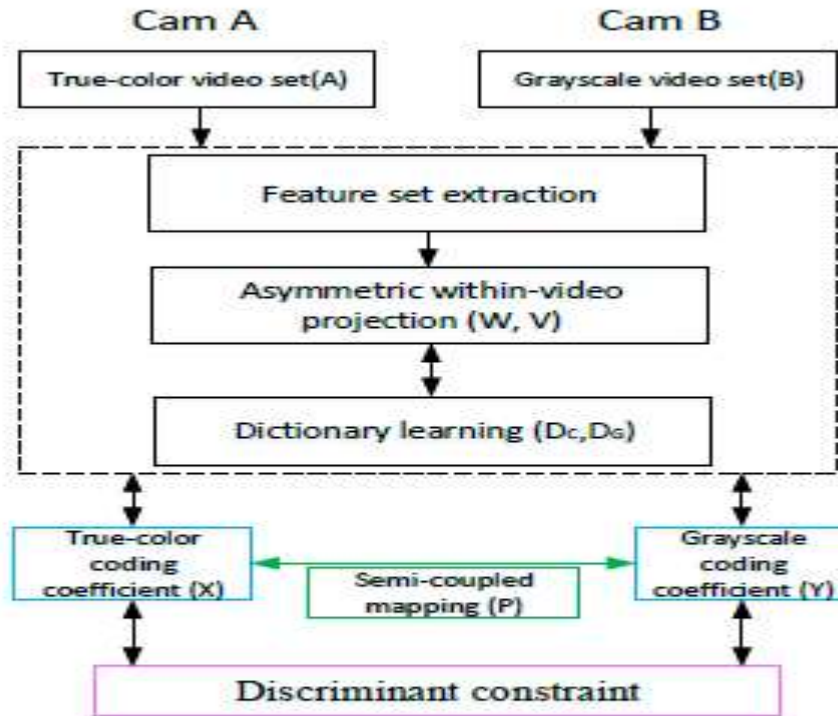 Cam A
Cam B
True-color video set(A)
Grayscale video set(B)
Feature set extraction
Asymmetric within-video
projection (W, V)
Dictionary learning (Dc,DG)
True-color
coding
coefficient (X)
Semi-coupled
mapping (P)
Grayscale
coding
coefficient (Y)
Discriminant constraint